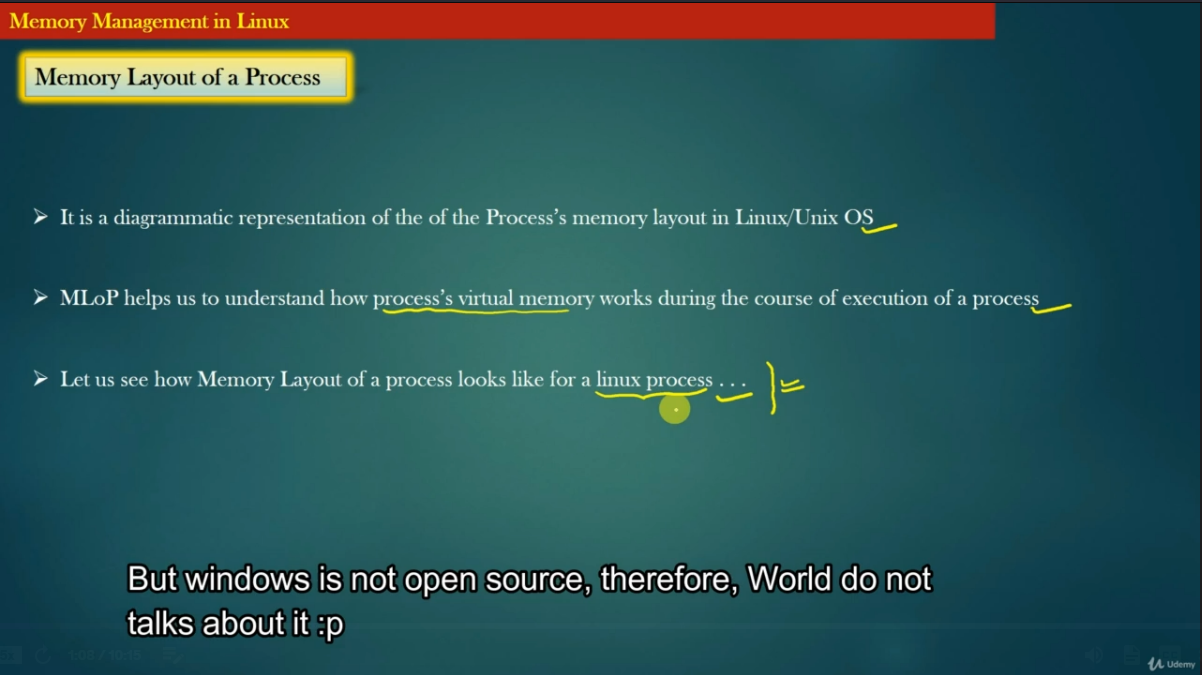 Memory Management in Linux
Memory Layout of a Process
➢ It is a diagrammatic representation of the of the Process's memory layout in Linux/Unix OS
➢ MLoP helps us to understand how process's virtual memory works during the course of execution of a process
➢ Let us see how Memory Layout of a process looks like for a linux process . . .
But windows is not open source, therefore, World do not
talks about it :p
1:08 / 10:15
Udemy